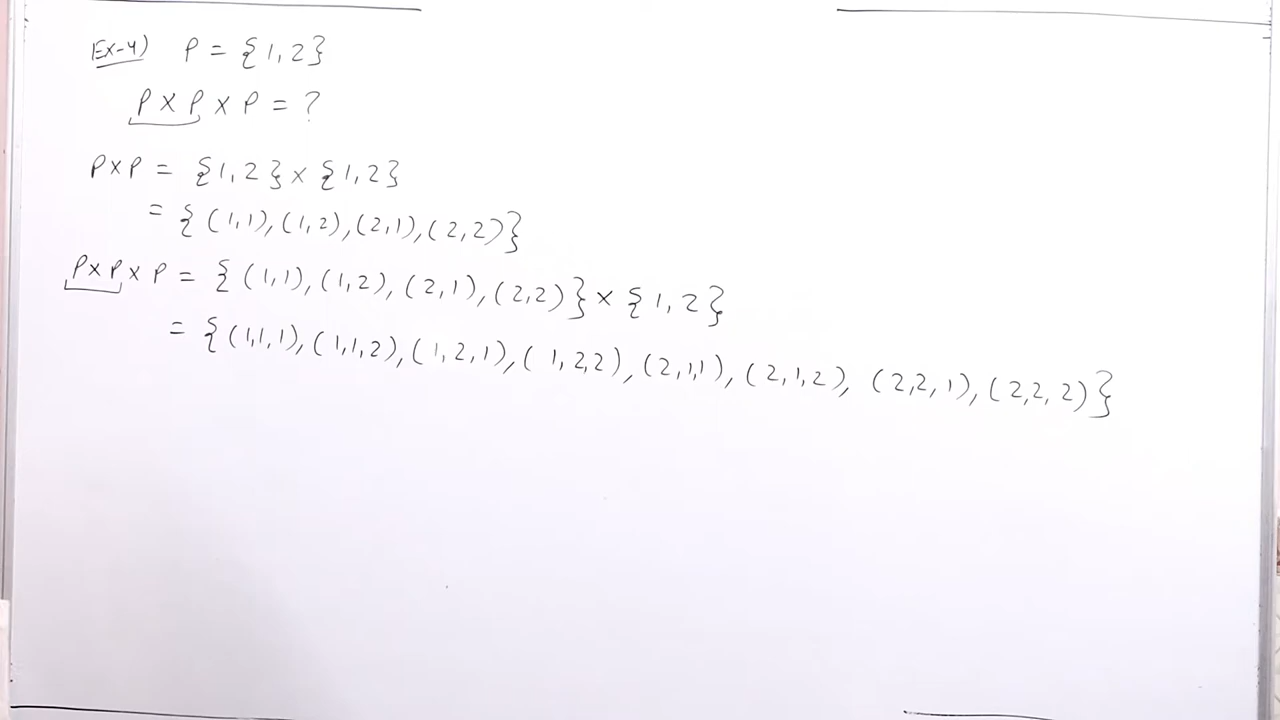 Ex-4) P = {1,2}
P × P × P = ?
P×P = {1,2} × {1,2}
= {(1,1),(1,2),(2,1),(2,2)}
P×P×P = {(1,1),(1,2),(2,1),(2,2)} × {1,2}
= {(1,1,1),(1,1,2),(1,2,1),(1,2,2),(2,1,1),(2,1,2),(2,2,1),(2,2,2)}